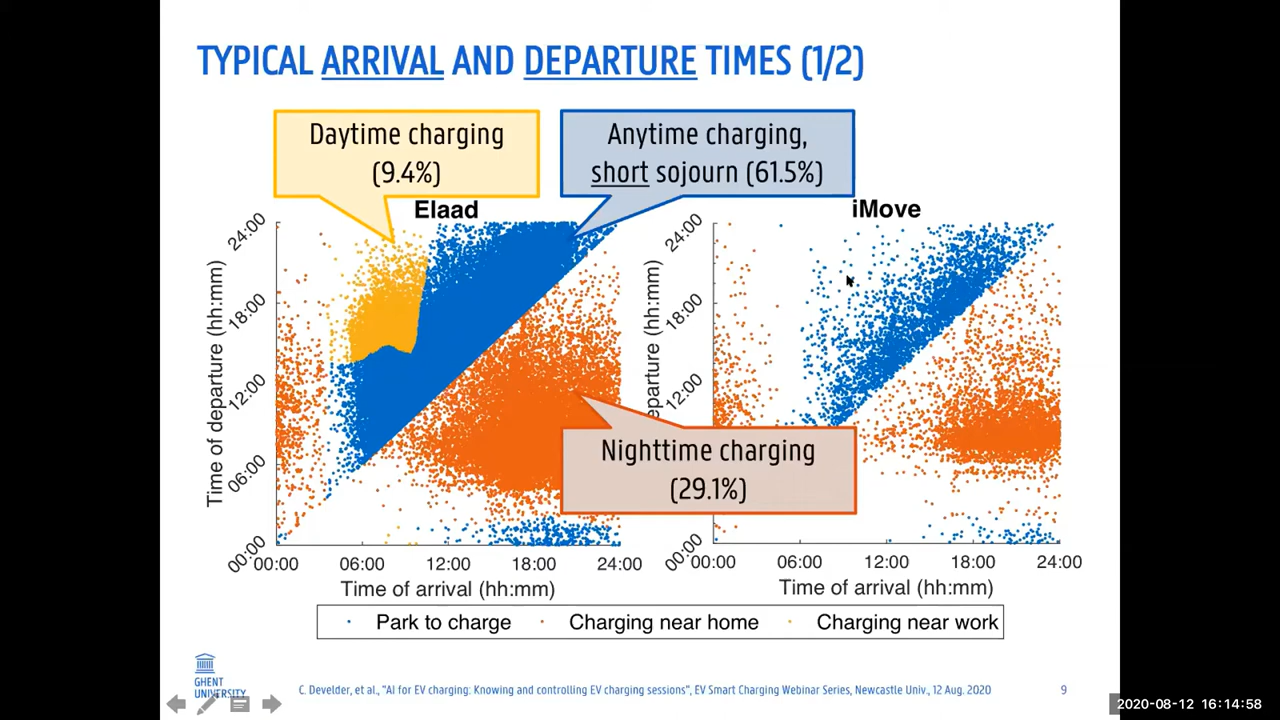 TYPICAL ARRIVAL AND DEPARTURE TIMES (1/2)
Daytime charging
(9.4%)
Anytime charging,
short sojourn (61.5%)
Elaad
iMove
24:00
18:00
12:00
06:00
00:00
Time of departure (hh:mm)
24:00
18:00
12:00
00:00
departure (hh:mm)
Nighttime charging
(29.1%)
00:00 06:00 12:00 18:00 24:00
Time of arrival (hh:mm)
00:00 06:00 12:00 18:00 24:00
Time of arrival (hh:mm)
Park to charge Charging near home Charging near work
GHENT
UNIVERSITY
C. Develder, et al., "AI for EV charging: Knowing and controlling EV charging sessions", EV Smart Charging Webinar Series, Newcastle Univ., 12 Aug. 2020
9
2020-08-12 16:14:58